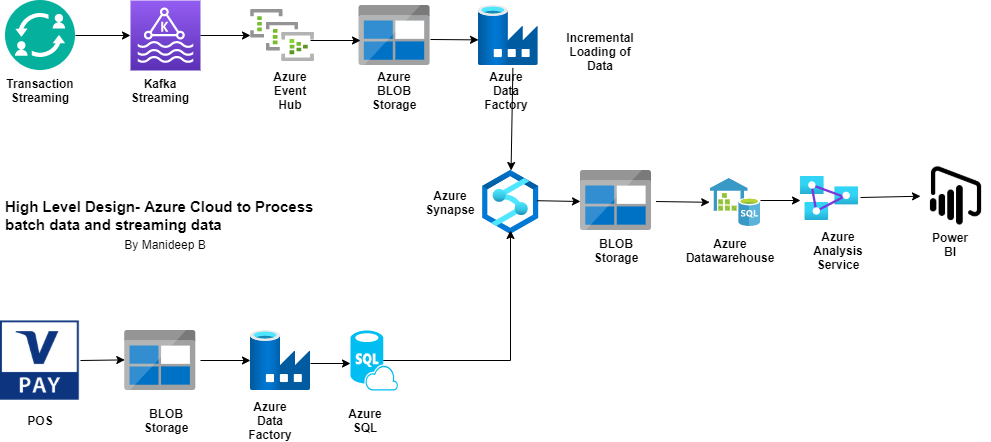 Transaction
Streaming
Kafka
Streaming
Azure
Event
Hub
Azure
BLOB
Storage
Azure
Data
Factory
Incremental
Loading of
Data
K
Azure
Synapse
BLOB
Storage
Azure
Datawarehouse
SQL
Azure
Analysis
Service
Power
BI
High Level Design- Azure Cloud to Process
batch data and streaming data
By Manideep B
V
PAY
POS
BLOB
Storage
Azure
Data
Factory
SQL
Azure
SQL